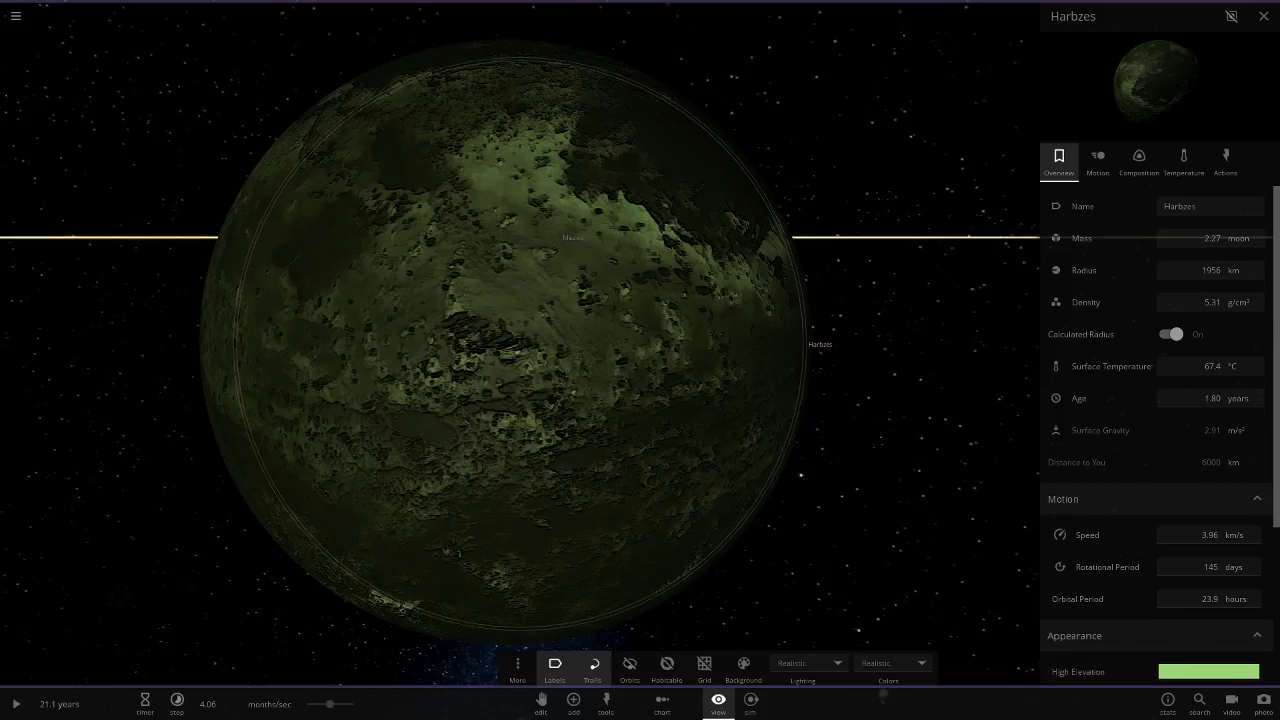 Harbzes
Overview Motion Composition Temperature Actions
Name Harbzes
Mass 2.27 moon
Radius 1956 km
Density 5.31 g/cm³
Calculated Radius On
Surface Temperature 67.4 °C
Age 1.80 years
Surface Gravity 2.91 m/s²
Distance to You 6000 km
Motion
Speed 3.96 km/s
Rotational Period 145 days
Orbital Period 23.9 hours
Appearance
High Elevation
Harbzes
More Labels Trails Orbits Habitable Grid Background
Realistic Realistic
Lighting Colors
21.1 years timer step 4.06 months/sec edit add tools chart view sim stats search video photo